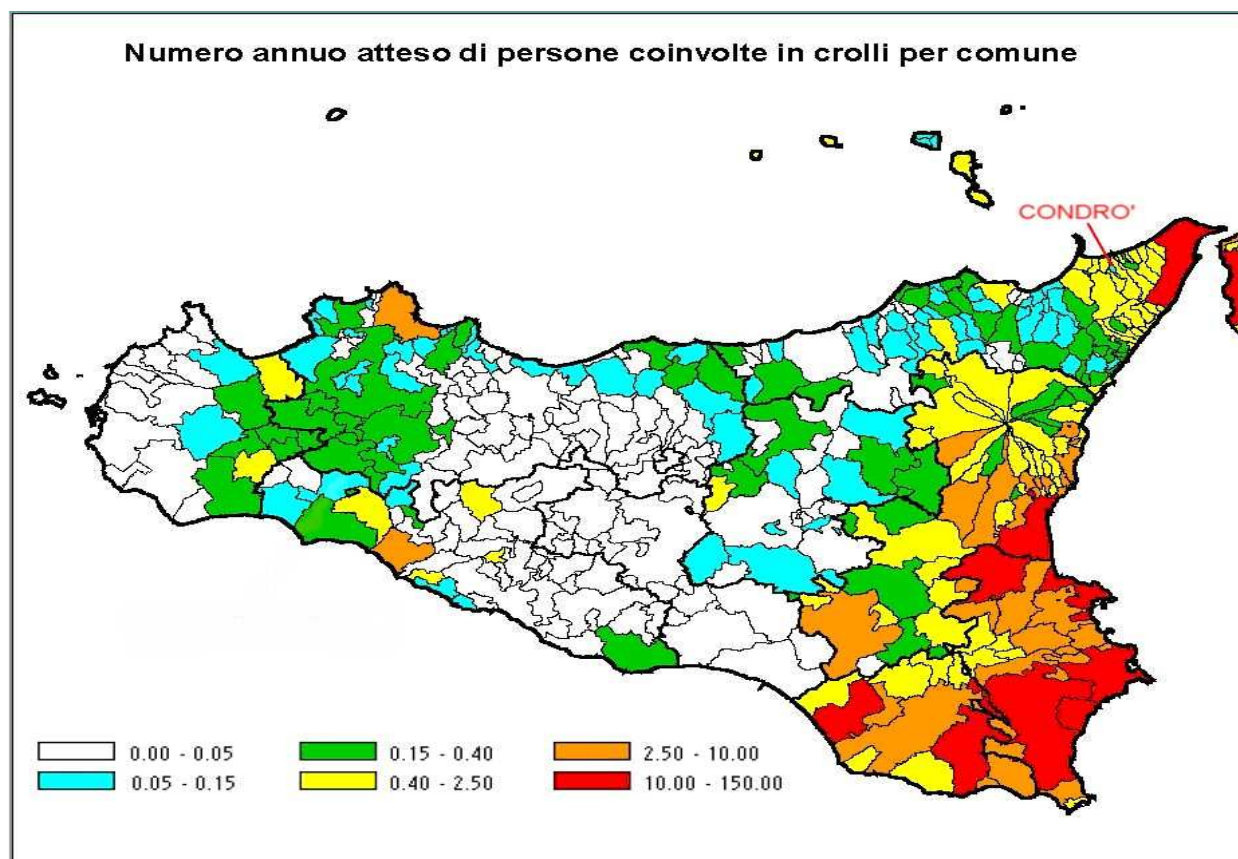 Numero annuo atteso di persone coinvolte in crolli per comune
CONDRO'
0.00 - 0.05
0.15 - 0.40
2.50 - 10.00
0.05 - 0.15
0.40 - 2.50
10.00 - 150.00